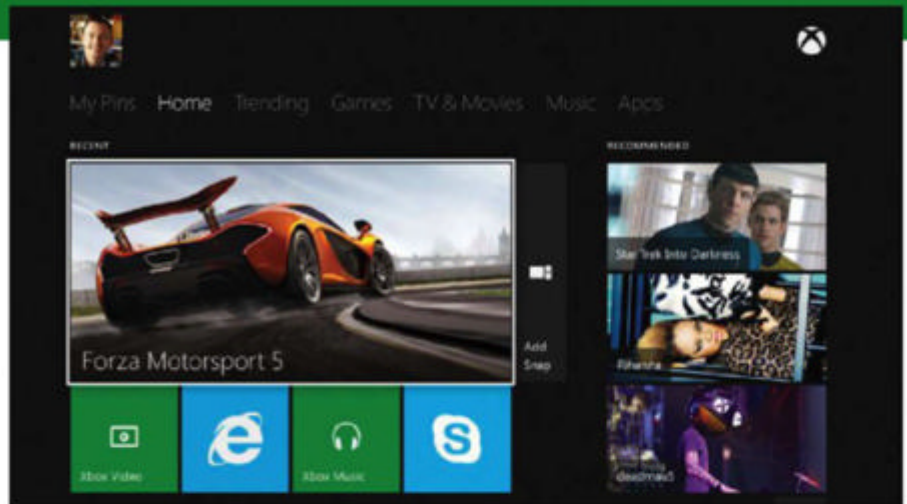 My Pins Home Trending Games TV & Movies Music Apps
RECENT
RECOMMENDED
Forza Motorsport 5
Add
Snap
Star Trek Into Darkness
Rihanna
deadmau5
Xbox Video
Xbox Music